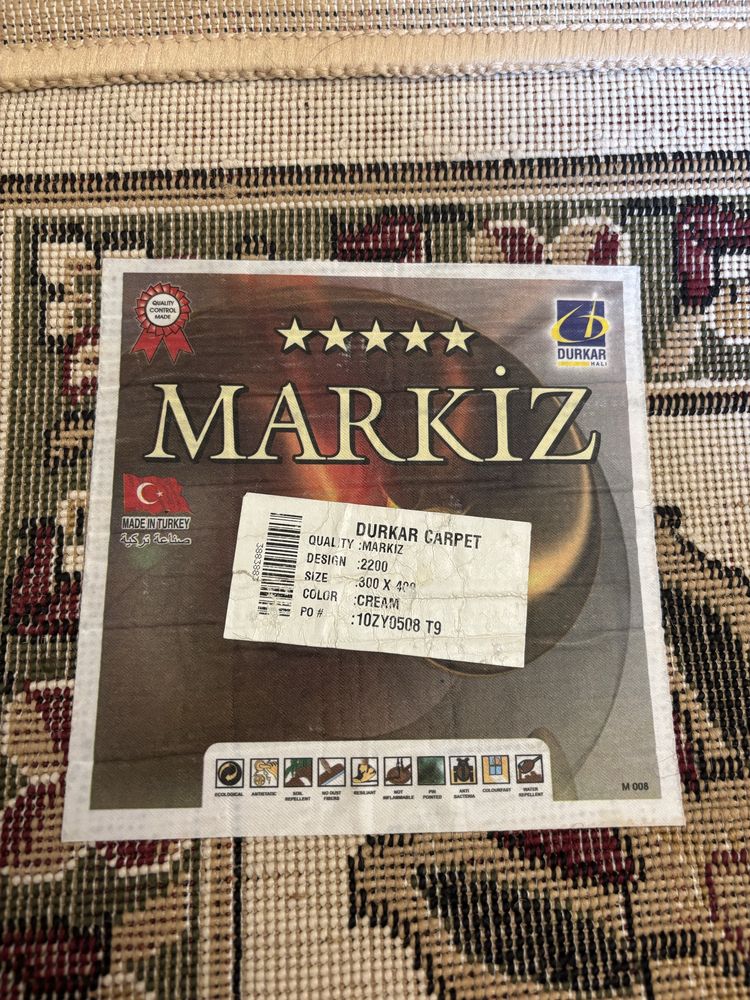 QUALITY
CONTROL
MADE
DURKAR
HALI
MARKİZ
MADE IN TURKEY
صناعة تركية
DURKAR CARPET
QUALITY :MARKIZ
DESIGN :2200
SIZE :300 X 400
COLOR :CREAM
PO # :10ZY0508 T9
3883883
ECOLOGICAL
ANTISTATIC
SOIL REPELLENT
NO DUST FIBERS
RESILIANT
NOT INFLAMMABLE
PIN POINTED
ANTI BACTERIA
COLOURFAST
WATER REPELLENT
M 008